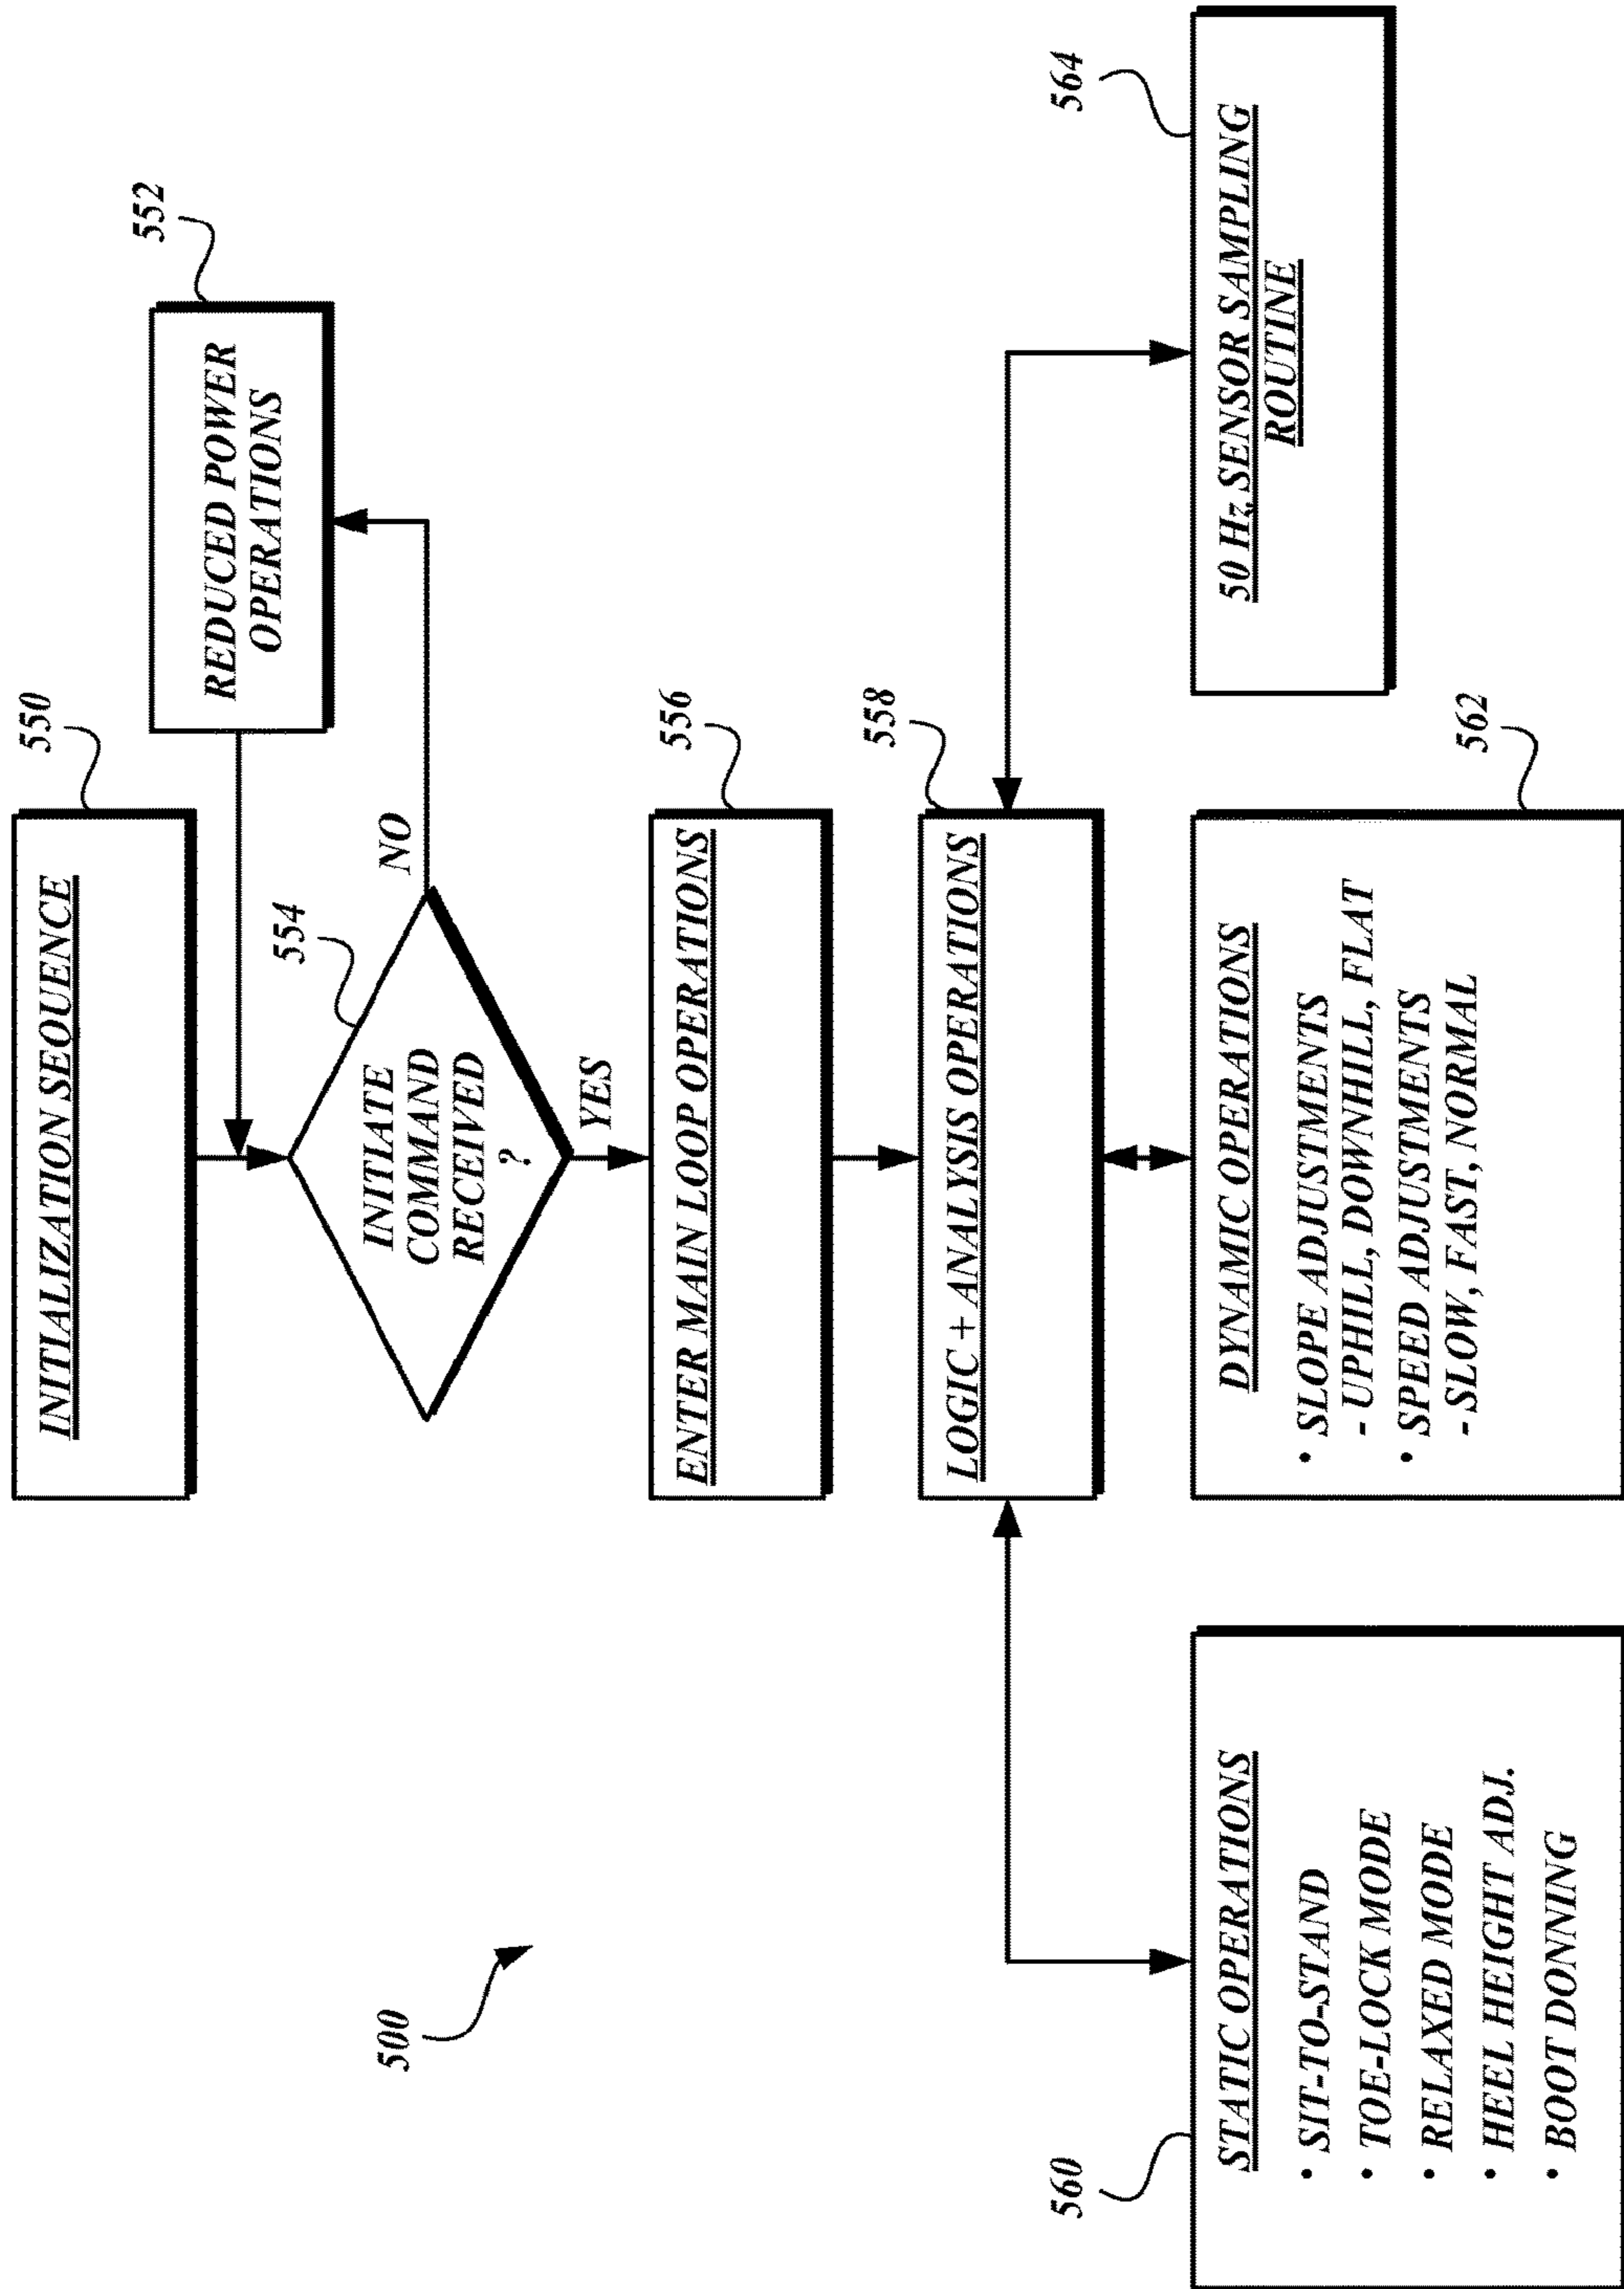 500
INITIALIZATION SEQUENCE
550
REDUCED POWER
OPERATIONS
552
INITIATE
COMMAND
RECEIVED
?
554
NO
YES
ENTER MAIN LOOP OPERATIONS
556
LOGIC + ANALYSIS OPERATIONS
558
560
STATIC OPERATIONS
• SIT-TO-STAND
• TOE-LOCK MODE
• RELAXED MODE
• HEEL HEIGHT ADJ.
• BOOT DONNING
DYNAMIC OPERATIONS
• SLOPE ADJUSTMENTS
- UPHILL, DOWNHILL, FLAT
• SPEED ADJUSTMENTS
- SLOW, FAST, NORMAL
562
564
50 Hz SENSOR SAMPLING
ROUTINE